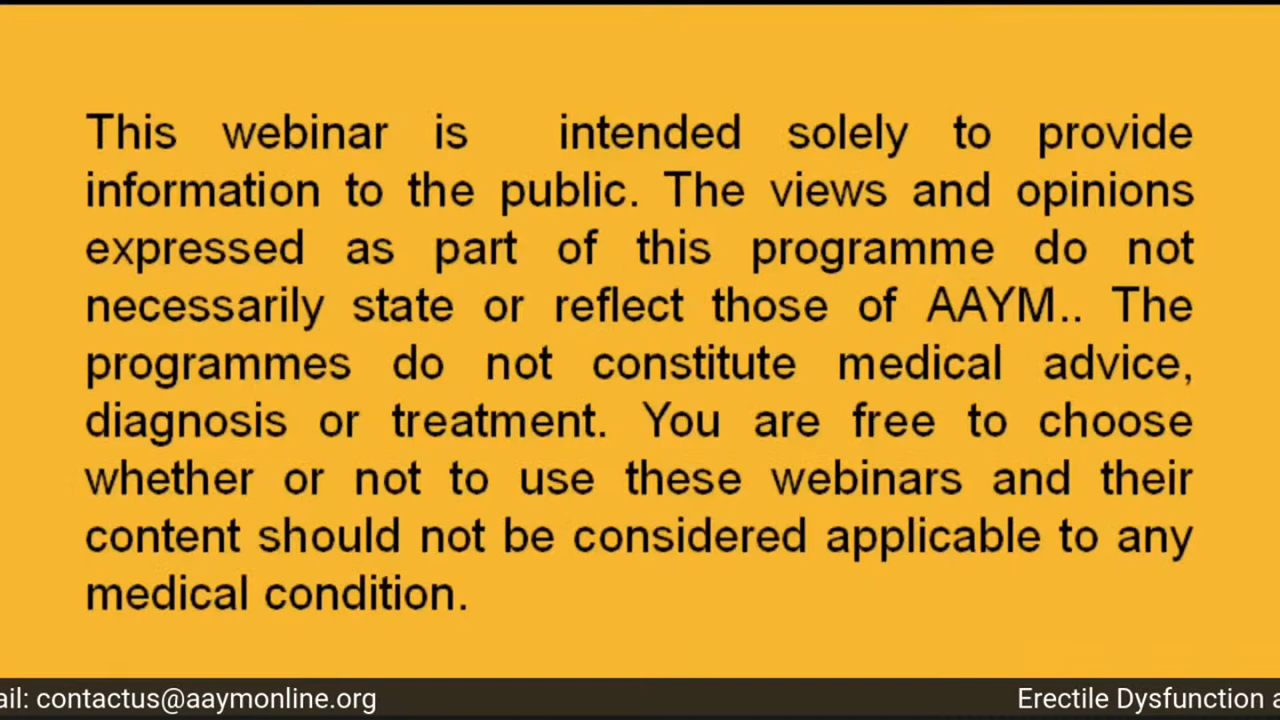 This webinar is intended solely to provide
information to the public. The views and opinions
expressed as part of this programme do not
necessarily state or reflect those of AAYM.. The
programmes do not constitute medical advice,
diagnosis or treatment. You are free to choose
whether or not to use these webinars and their
content should not be considered applicable to any
medical condition.
ail: contactus@aaymonline.org
Erectile Dysfunction a